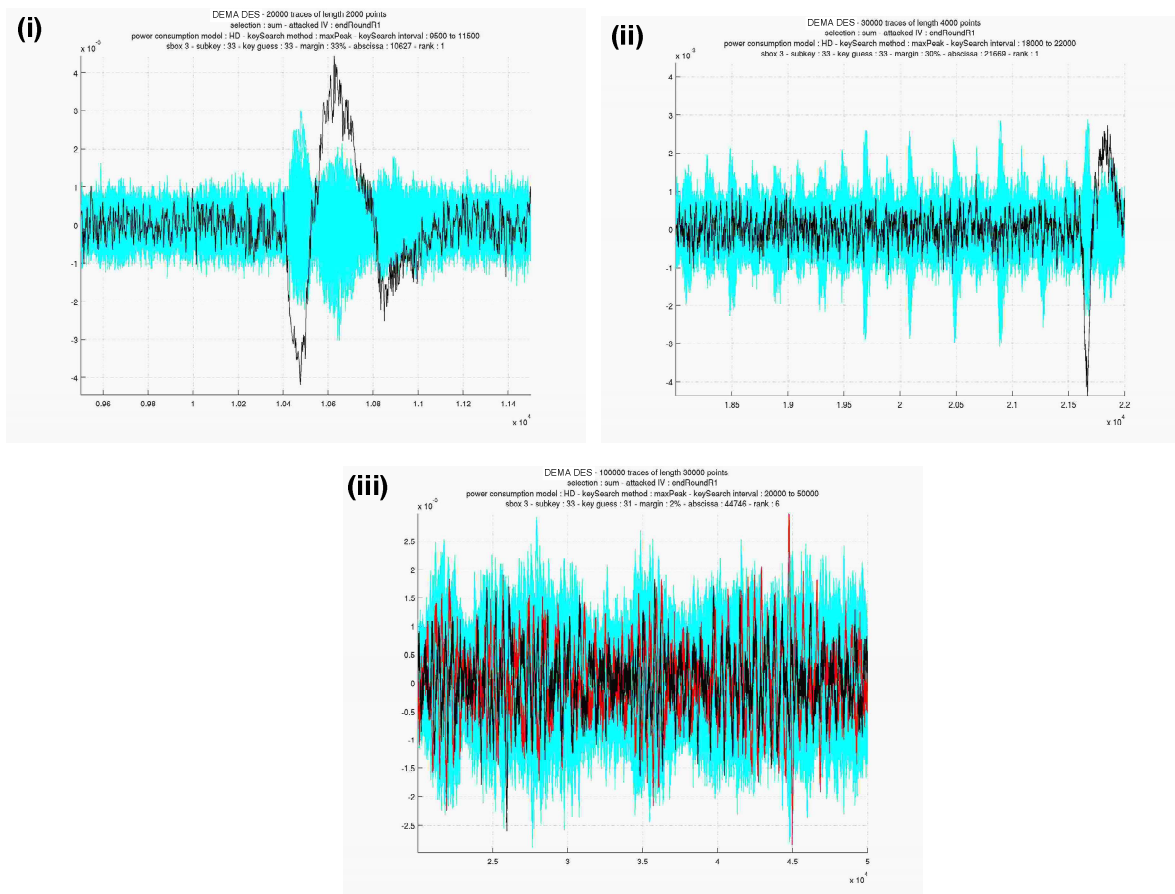 (i)
DEMA DES - 20000 traces of length 2000 points
selection : sum - attacked IV : endRoundR1
power consumption model : HD - keySearch method : maxPeak - keySearch interval : 9500 to 11500
sbox 3 - subkey : 33 - key guess : 33 - margin : 33% - abscissa : 10627 - rank : 1
4
3
2
1
0
-1
-2
-3
-4
0.96 0.98 1 1.02 1.04 1.06 1.08 1.1 1.12 1.14
x 10^4
(ii)
DEMA DES - 30000 traces of length 4000 points
selection : sum - attacked IV : endRoundR1
power consumption model : HD - keySearch method : maxPeak - keySearch interval : 18000 to 22000
sbox 3 - subkey : 33 - key guess : 33 - margin : 30% - abscissa : 21669 - rank : 1
4
3
2
1
0
-1
-2
-3
-4
1.85 1.9 1.95 2 2.05 2.1 2.15 2.2
x 10^4
(iii)
DEMA DES - 100000 traces of length 30000 points
selection : sum - attacked IV : endRoundR1
power consumption model : HD - keySearch method : maxPeak - keySearch interval : 20000 to 50000
sbox 3 - subkey : 33 - key guess : 31 - margin : 2% - abscissa : 44746 - rank : 6
2.5
2
1.5
1
0.5
0
-0.5
-1
-1.5
-2
-2.5
2.5 3 3.5 4 4.5 5
x 10^4